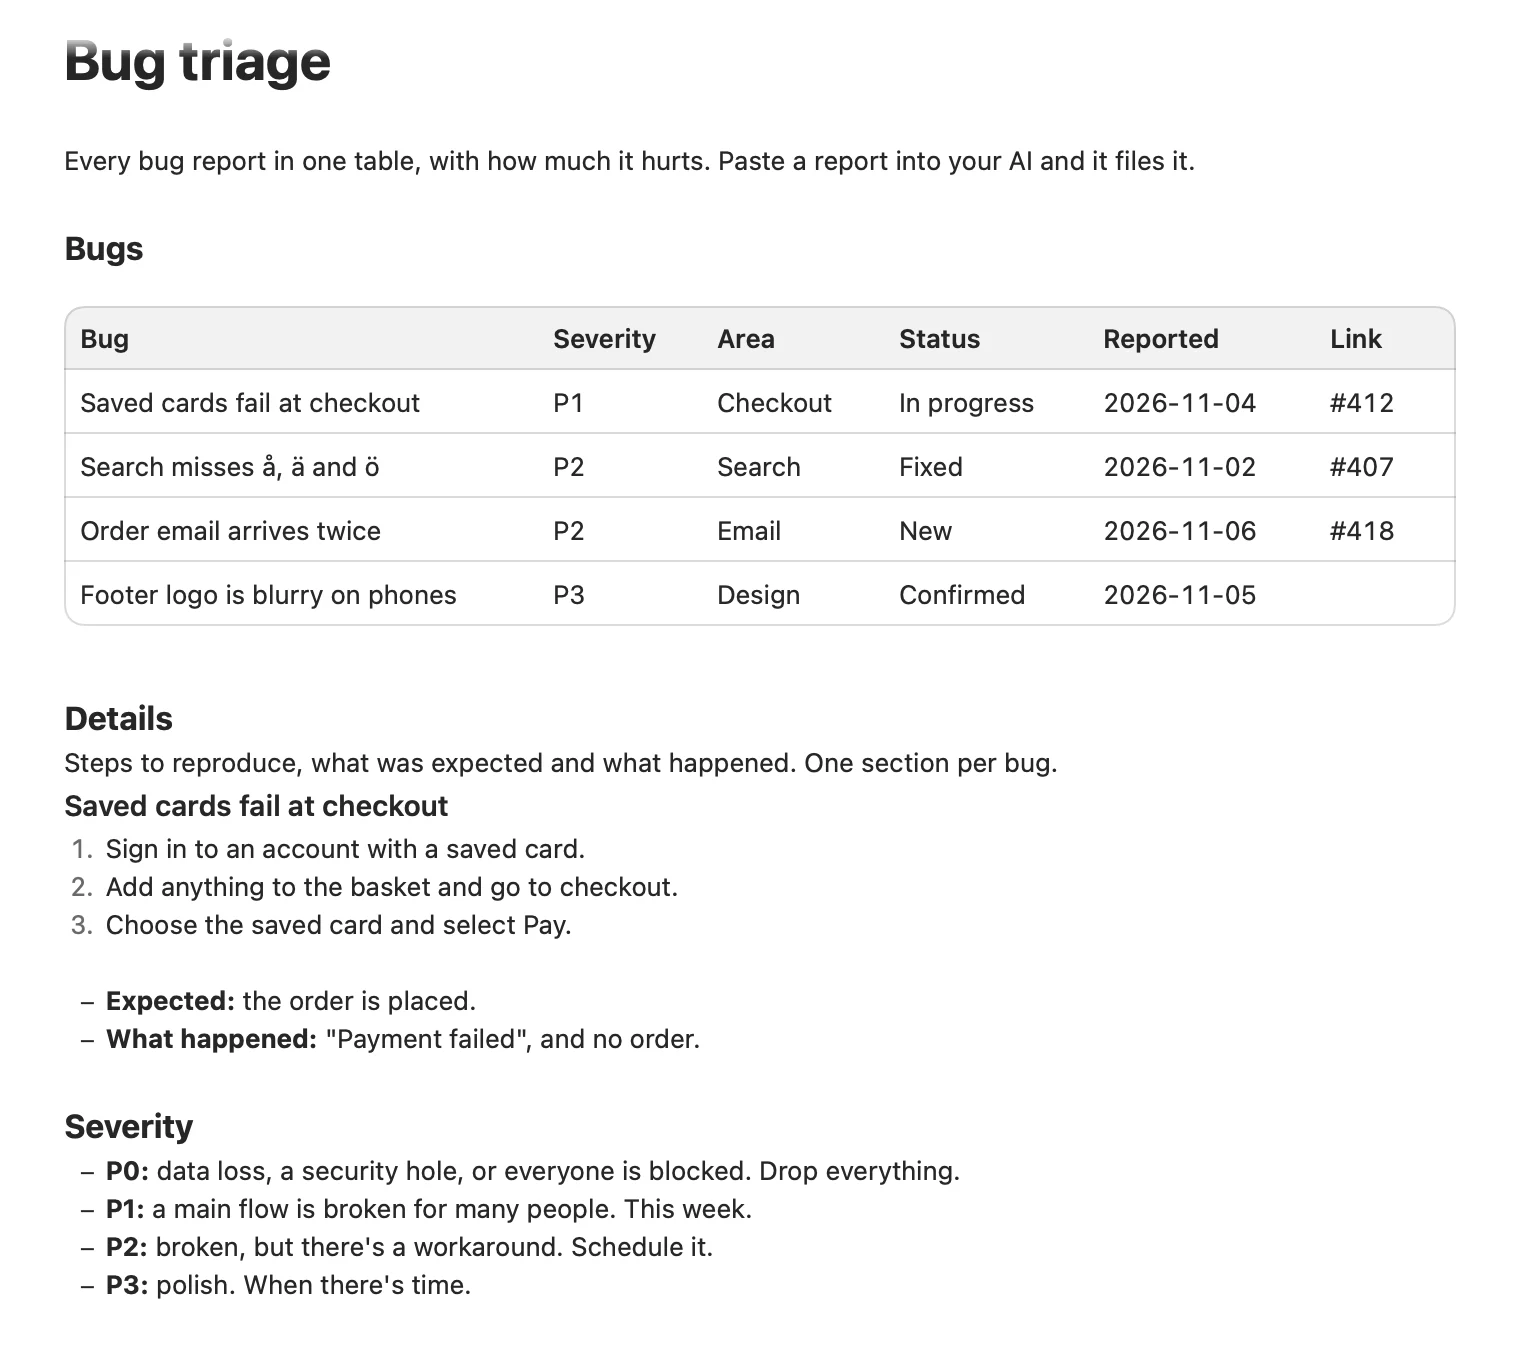 Bug triage
Every bug report in one table, with how much it hurts. Paste a report into your AI and it files it.
Bugs
Bug Severity Area Status Reported Link
Saved cards fail at checkout P1 Checkout In progress 2026-11-04 #412
Search misses å, ä and ö P2 Search Fixed 2026-11-02 #407
Order email arrives twice P2 Email New 2026-11-06 #418
Footer logo is blurry on phones P3 Design Confirmed 2026-11-05
Details
Steps to reproduce, what was expected and what happened. One section per bug.
Saved cards fail at checkout
1. Sign in to an account with a saved card.
2. Add anything to the basket and go to checkout.
3. Choose the saved card and select Pay.
– Expected: the order is placed.
– What happened: "Payment failed", and no order.
Severity
– P0: data loss, a security hole, or everyone is blocked. Drop everything.
– P1: a main flow is broken for many people. This week.
– P2: broken, but there's a workaround. Schedule it.
– P3: polish. When there's time.